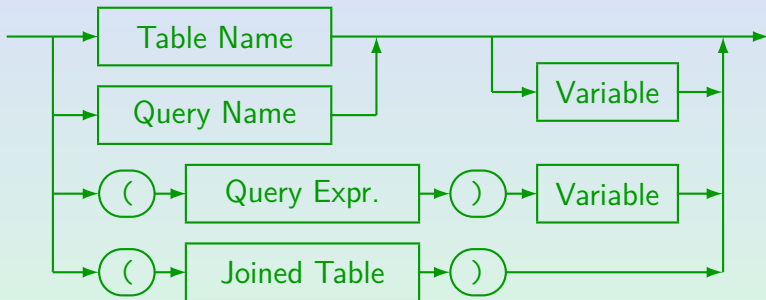 Table Name
Variable
Query Name
( Query Expr. ) Variable
( Joined Table )